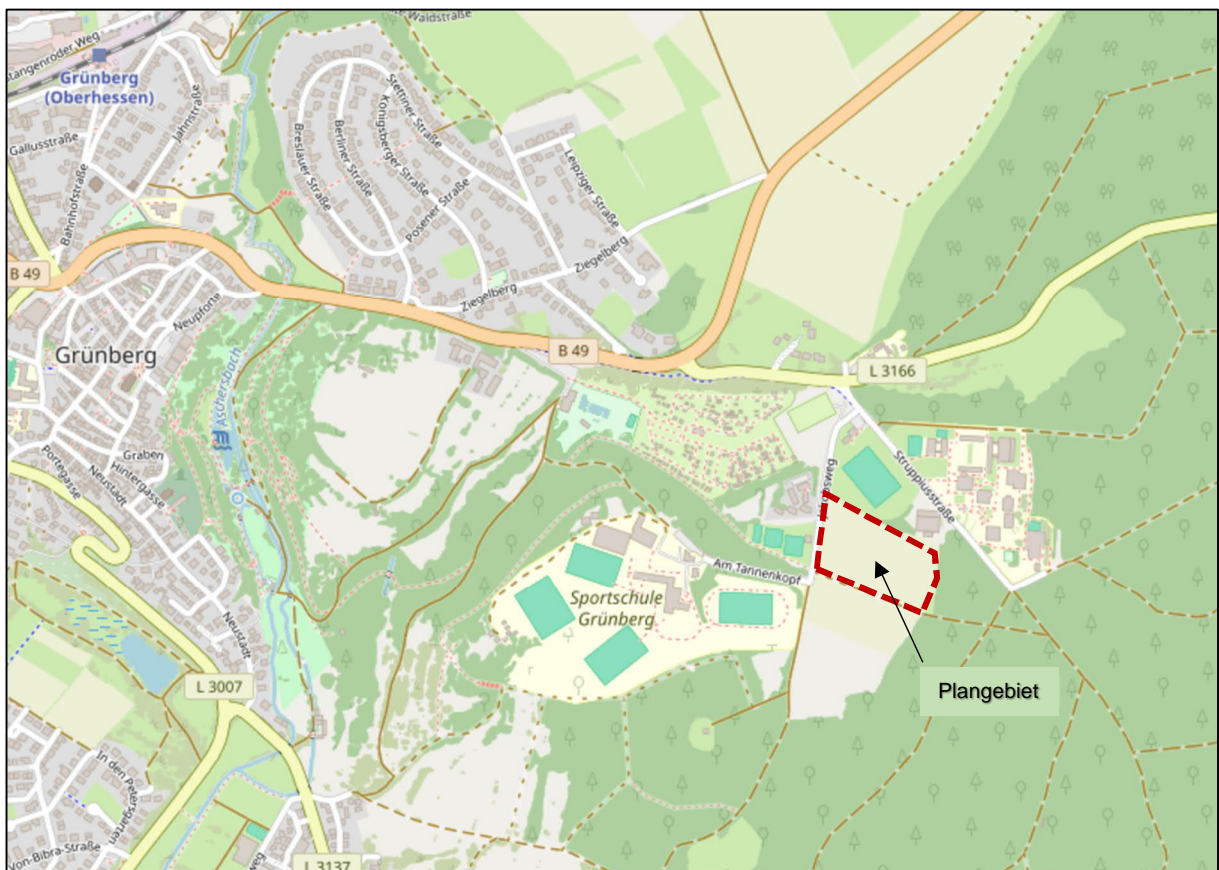 Waldstraße
Stangenroder Weg
Grünberg
(Oberhessen)
Gallusstraße
Jahnstraße
Bahnhofstraße
Stettiner Straße
Königsberger Straße
Berliner Straße
Breslauer Straße
Posener Straße
Leipziger Straße
Ziegelberg
Ziegelberg
B 49
Neupforte
Grünberg
B 49
L 3166
Aschersbach
Graben
Hintergasse
Neustadt
Portegasse
Struppiusstraße
Am Tannenkopf
Sportschule
Grünberg
Neustadt
L 3007
Plangebiet
In den Petersgärten
Von-Bibra-Straße
L 3137